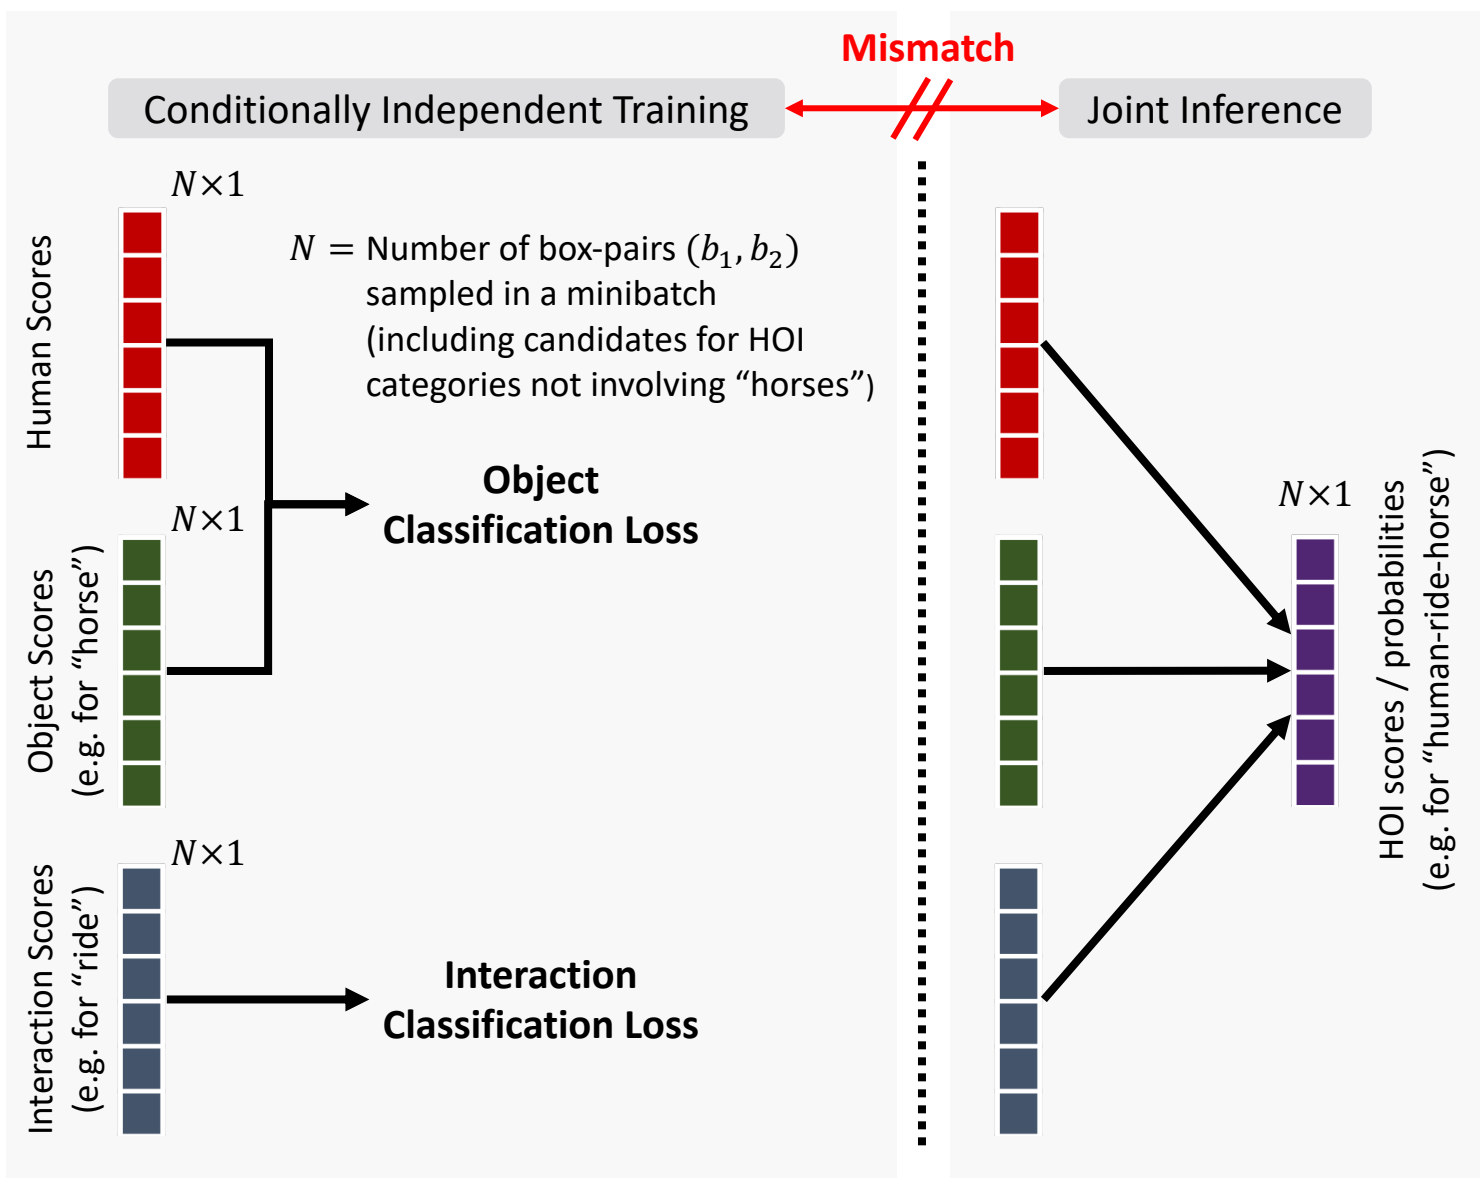 Mismatch
Conditionally Independent Training
Joint Inference
N×1
Human Scores
N = Number of box-pairs (b₁, b₂)
sampled in a minibatch
(including candidates for HOI
categories not involving “horses”)
Object
Classification Loss
N×1
Object Scores
(e.g. for “horse”)
N×1
Interaction Scores
(e.g. for “ride”)
Interaction
Classification Loss
N×1
HOI scores / probabilities
(e.g. for “human-ride-horse”)